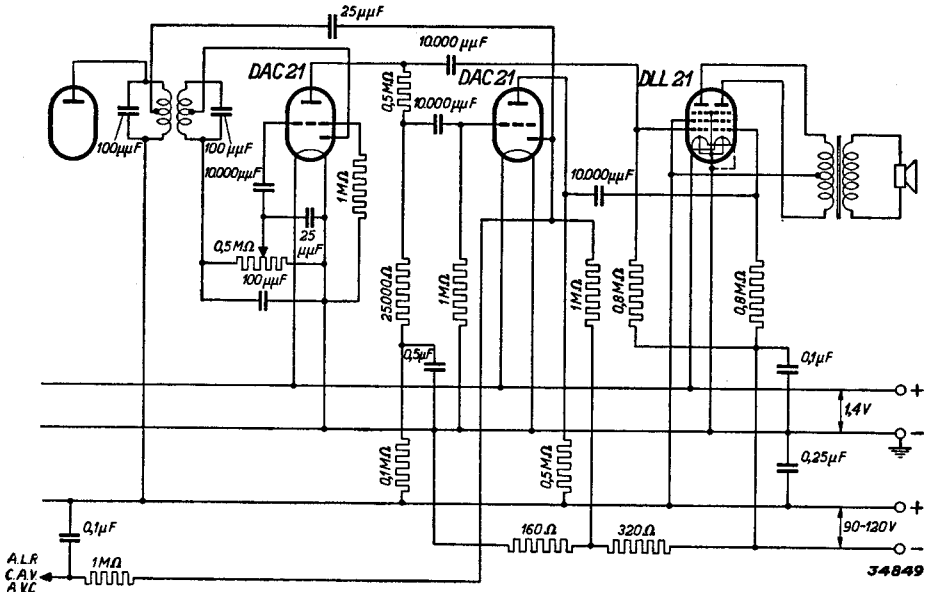 25μμF
10.000μμF
DAC21
DAC21
DLL21
0,5MΩ
10.000μμF
100μμF
100μμF
10.000μμF
1MΩ
10.000μμF
25
μμF
0,5MΩ
100μμF
25.000Ω
1MΩ
1MΩ
0,8MΩ
0,8MΩ
0,5μF
0,1μF
+
1,4V
-
0,1MΩ
0,5MΩ
0,25μF
+
0,1μF
160Ω
320Ω
90-120V
-
A.L.R.
C.A.V.
A.V.C.
1MΩ
34849